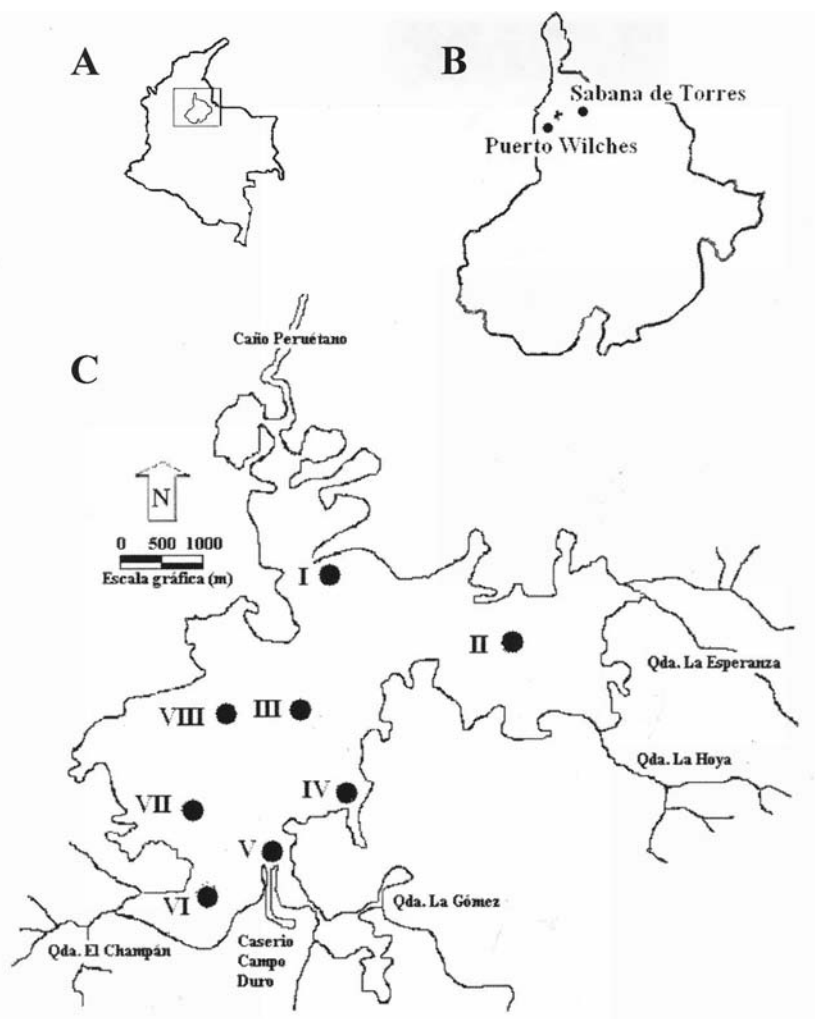 A
B
Sabana de Torres
Puerto Wilches
C
Caño Peruétano
N
0 500 1000
Escala gráfica (m)
I
II
Qda. La Esperanza
VIII
III
Qda. La Hoya
VII
IV
V
VI
Qda. La Gómez
Qda. El Champán
Caserio
Campo
Duro